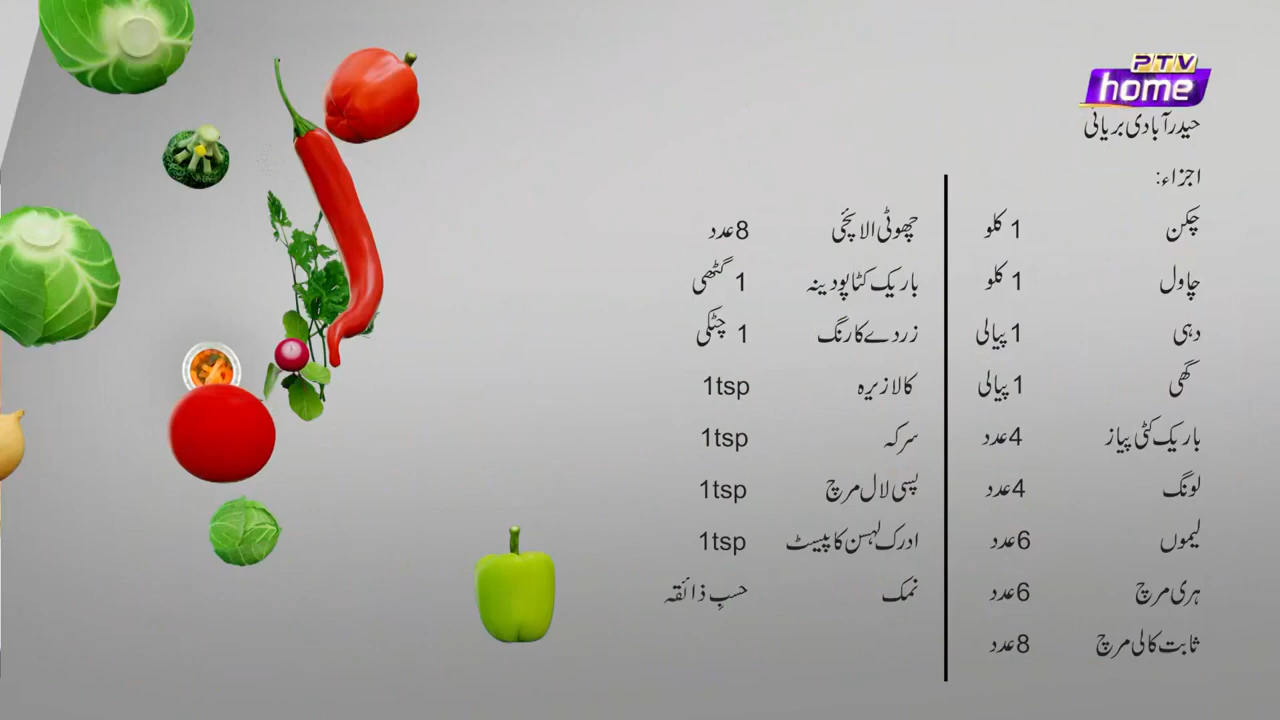 PTV
home
حیدرآبادی بریانی
اجزاء:
چکن 1 کلو
چاول 1 کلو
دہی 1 پیالی
گھی 1 پیالی
باریک کٹی پیاز 4 عدد
لونگ 4 عدد
لیموں 6 عدد
ہری مرچ 6 عدد
ثابت کالی مرچ 8 عدد
چھوٹی الائچی 8 عدد
باریک کٹا پودینہ 1 گٹھی
زردے کا رنگ 1 چٹکی
کالا زیرہ 1tsp
سرکہ 1tsp
پسی لال مرچ 1tsp
ادرک لہسن کا پیسٹ 1tsp
نمک حسبِ ذائقہ